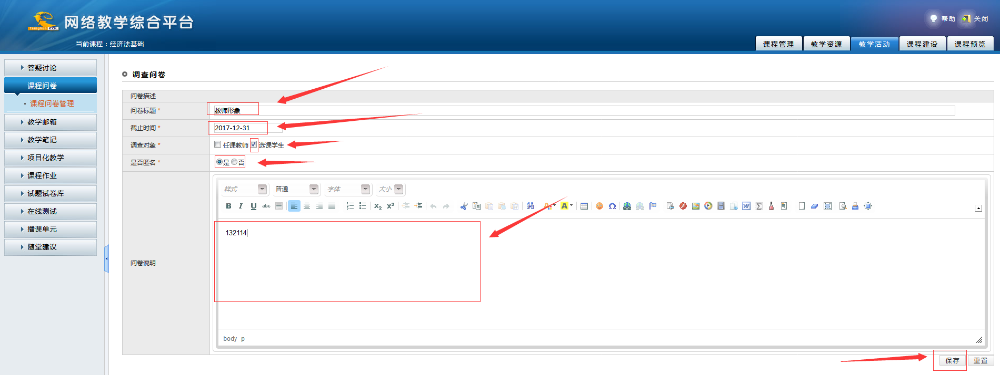 TsingHua EOL
网络教学综合平台
帮助 关闭
当前课程：经济法基础
课程管理 教学资源 教学活动 课程建设 课程预览
答疑讨论
课程问卷
课程问卷管理
教学邮箱
教学笔记
项目化教学
课程作业
试题试卷库
在线测试
播课单元
随堂建议
调查问卷
问卷描述
问卷标题 * 教师形象
截止时间 * 2017-12-31
调查对象 * 任课教师 选课学生
是否匿名 * 是 否
样式 普通 字体 大小
问卷说明
132114
body p
保存 重置